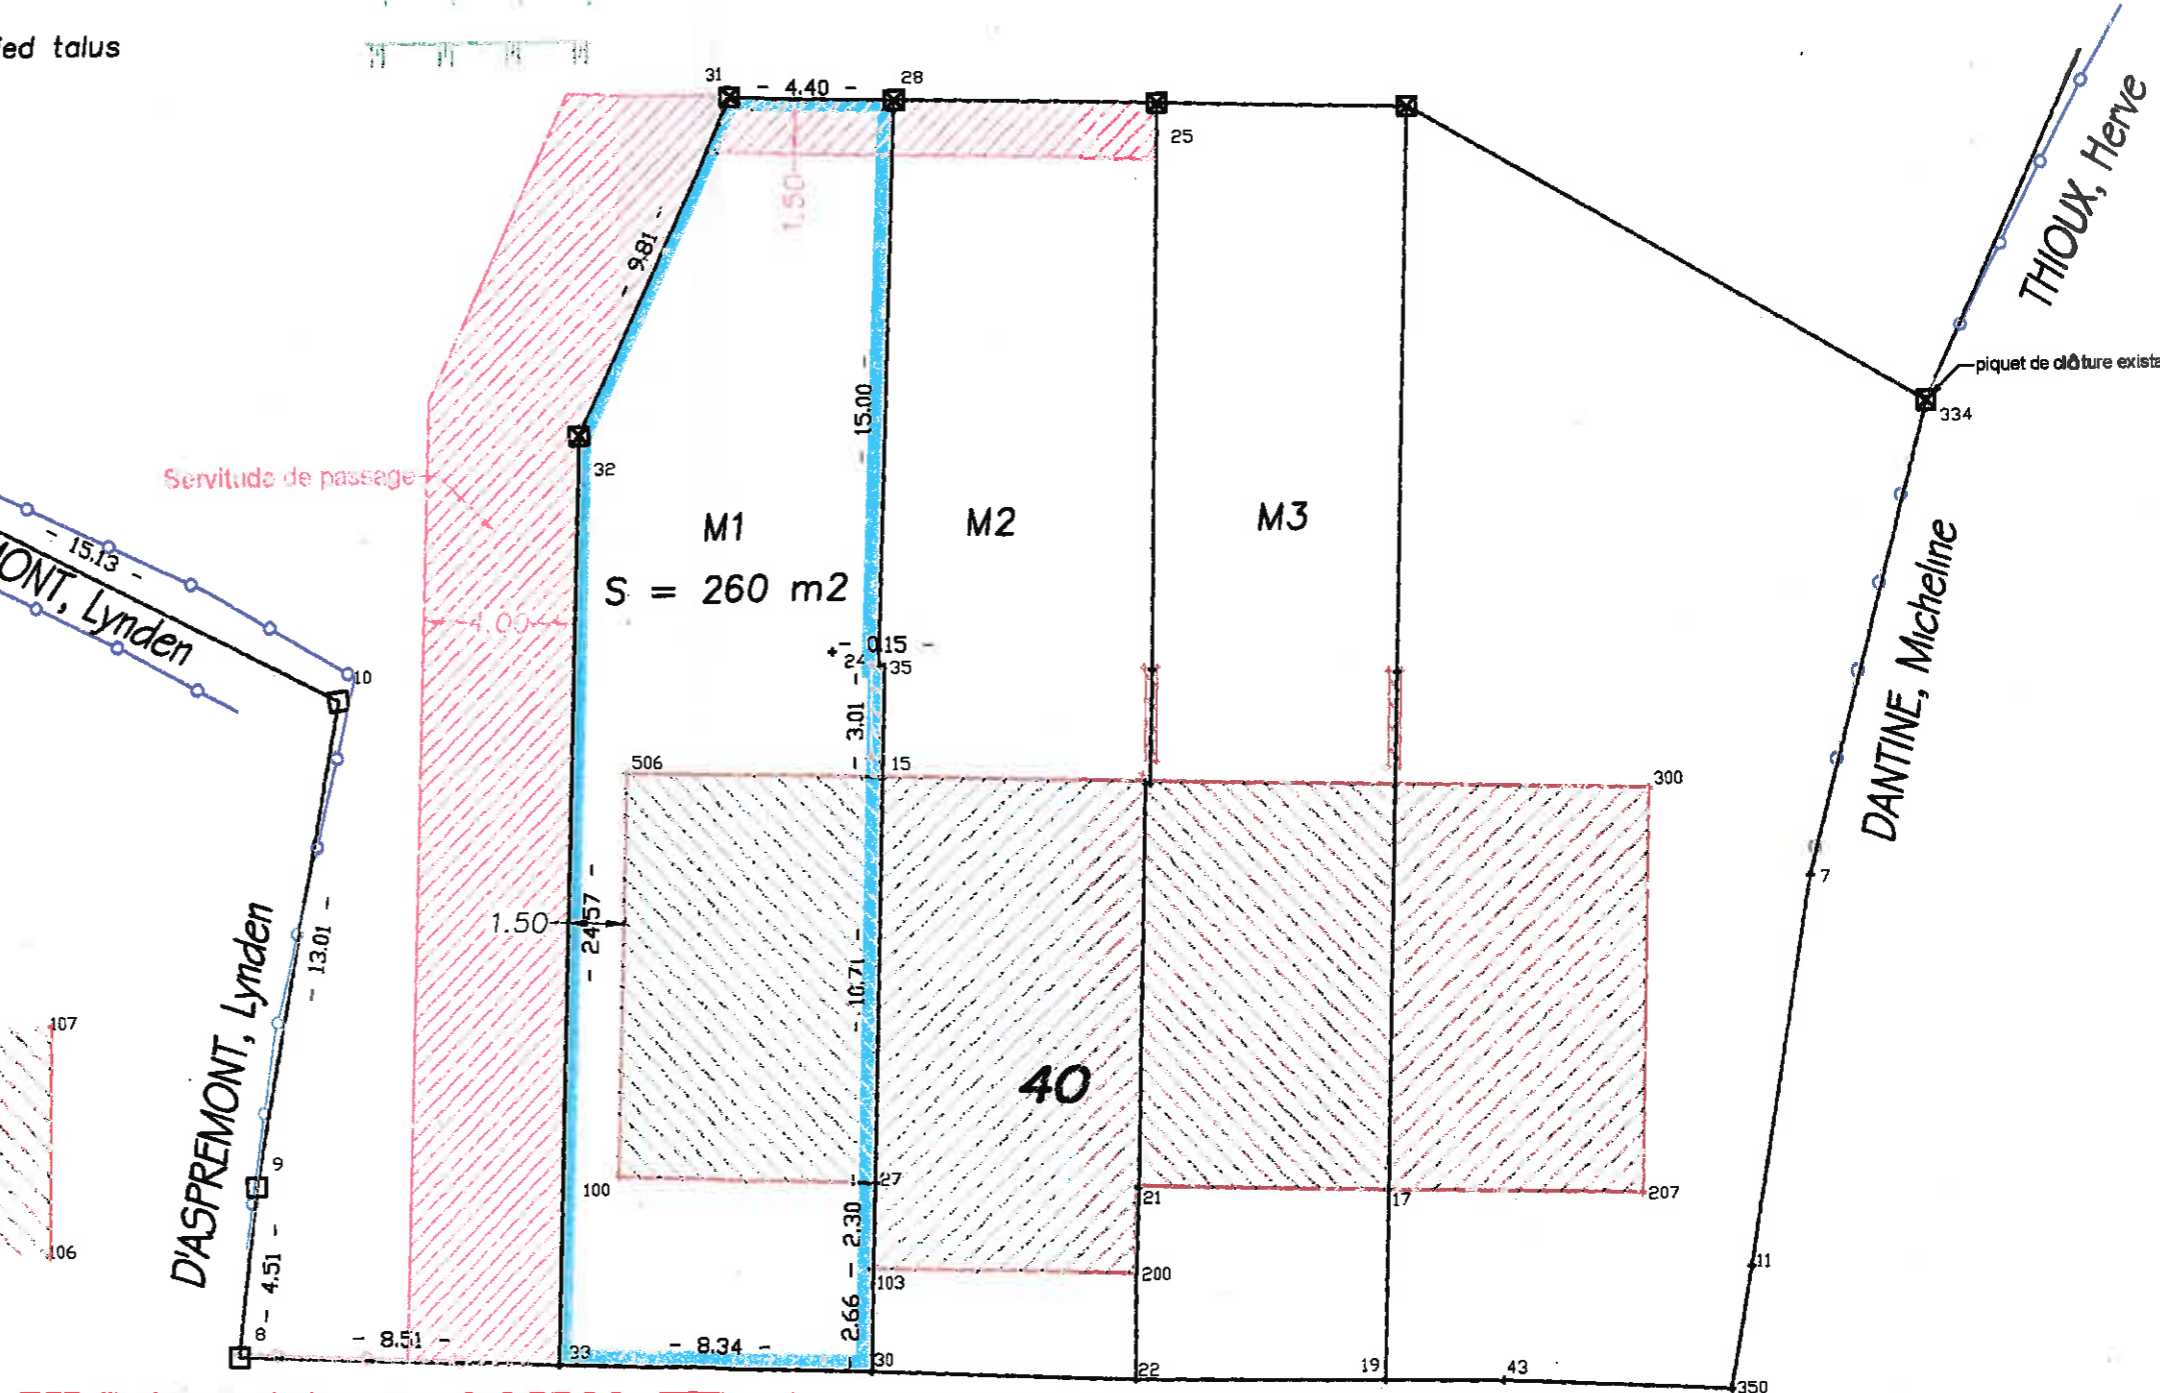 ied talus
31
- 4.40 -
28
25
THIOUX, Herve
- 9.81 -
1.50
piquet de clôture exista
334
- 15.00 -
32
Servitude de passage
M1
M2
M3
- 15.13 -
MONT, Lynden
S = 260 m2
4.00
- 0.15 -
24
35
10
DANTINE, Micheline
- 3.01 -
506
15
300
7
1.50
- 24.57 -
- 13.01 -
- 10.71 -
D'ASPREMONT, Lynden
107
40
9
100
27
21
17
207
- 2.30 -
106
- 4.51 -
11
103
200
2.66 -
8
- 8.51 -
33
- 8.34 -
30
22
19
43
350